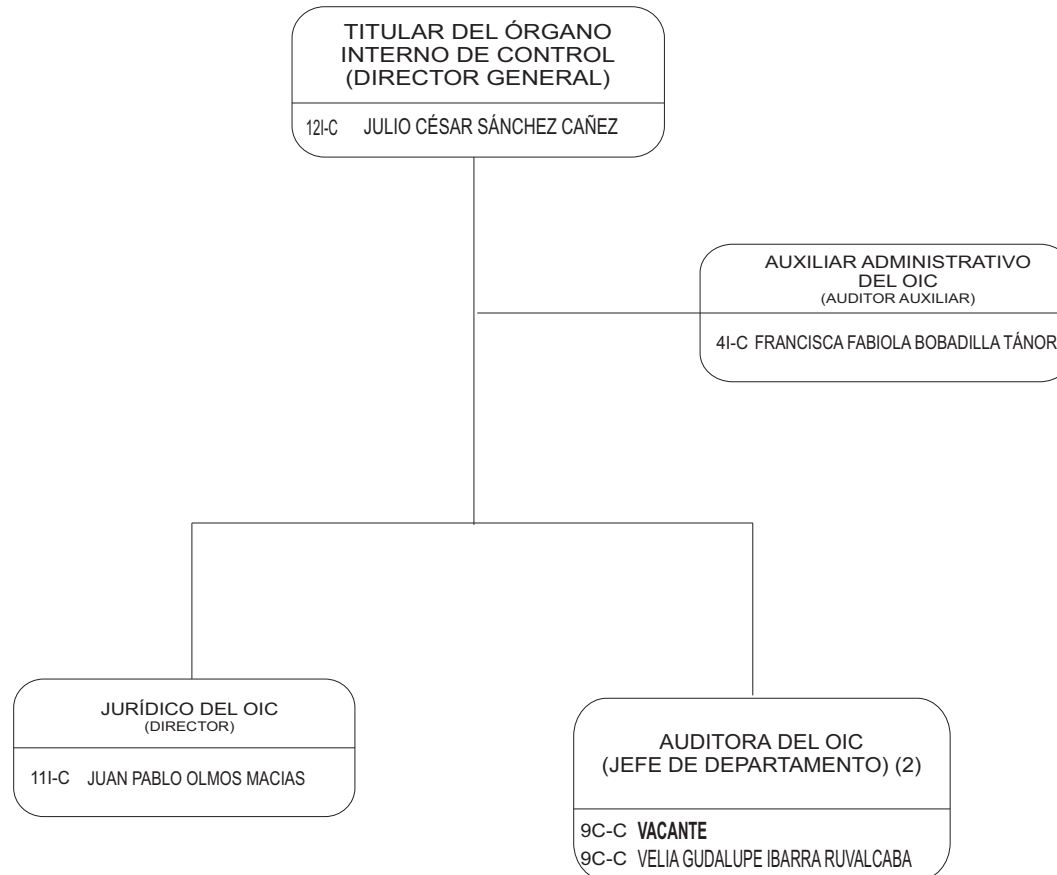 TITULAR DEL ÓRGANO
INTERNO DE CONTROL
(DIRECTOR GENERAL)
12I-C JULIO CÉSAR SÁNCHEZ CAÑEZ
AUXILIAR ADMINISTRATIVO
DEL OIC
(AUDITOR AUXILIAR)
4I-C FRANCISCA FABIOLA BOBADILLA TÁNOR
JURÍDICO DEL OIC
(DIRECTOR)
11I-C JUAN PABLO OLMOS MACIAS
AUDITORA DEL OIC
(JEFE DE DEPARTAMENTO) (2)
9C-C VACANTE
9C-C VELIA GUDALUPE IBARRA RUVALCABA